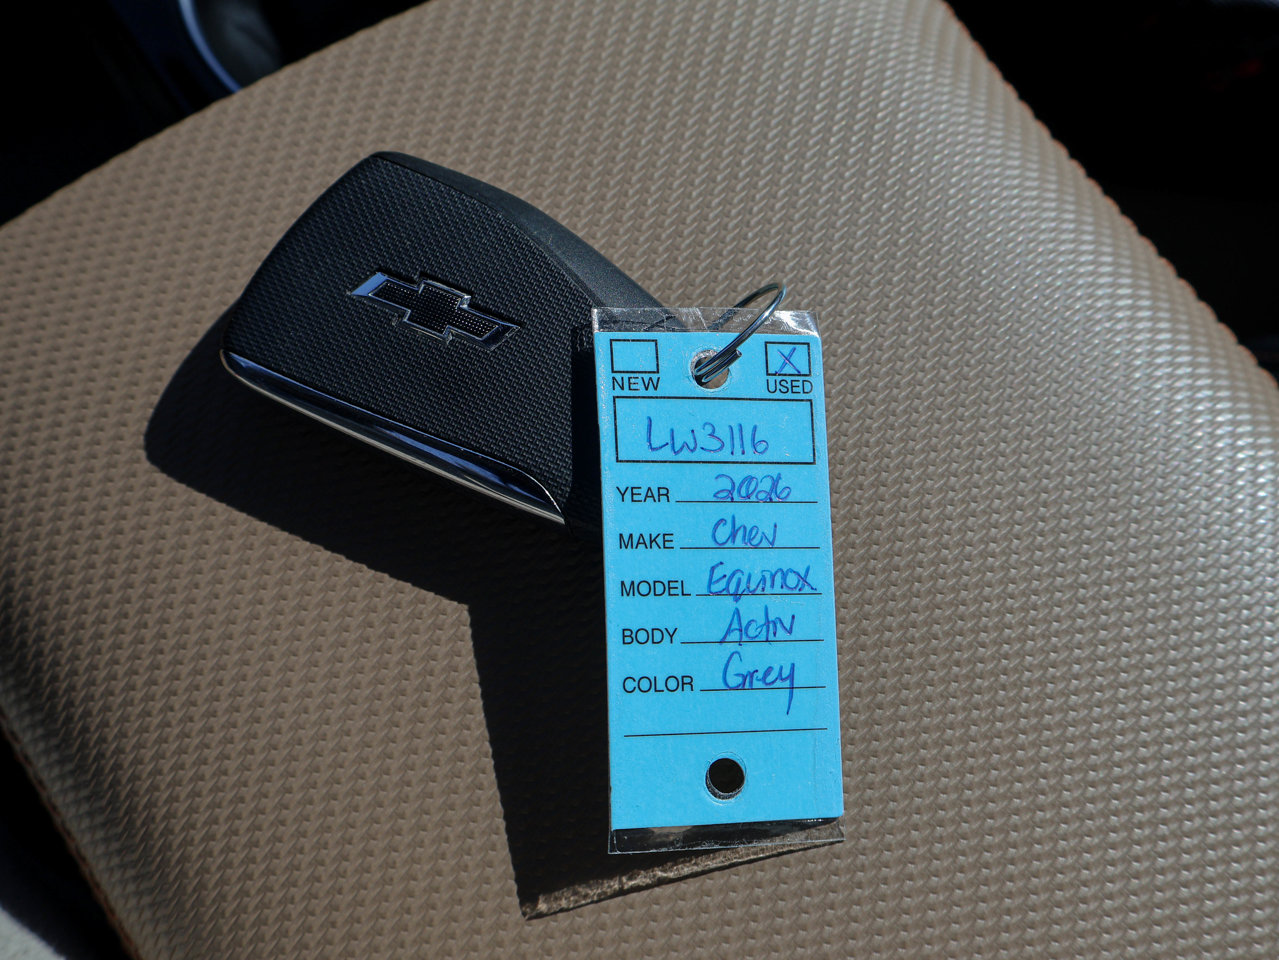 NEW X USED
LW3116
YEAR 2026
MAKE Chev
MODEL Equinox
BODY Activ
COLOR Grey